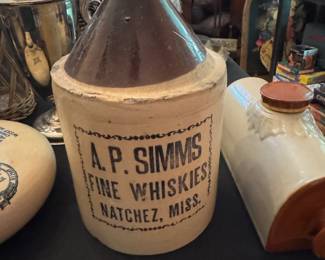 A.P. SIMMS
FINE WHISKIES
NATCHEZ, MISS.